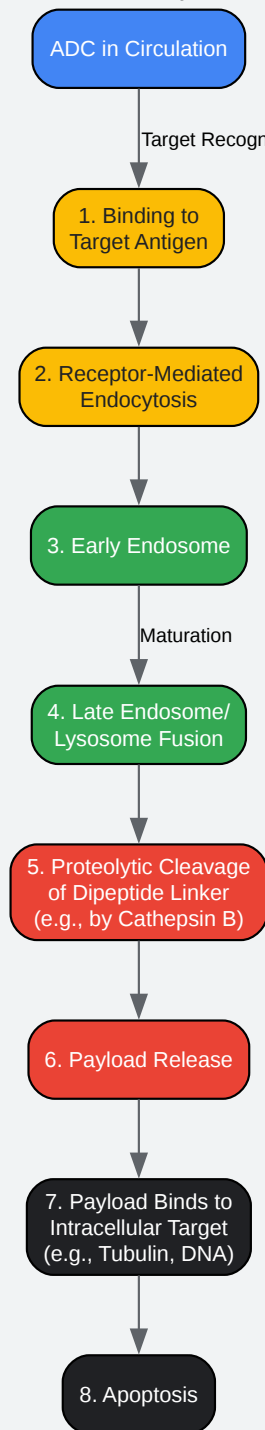 ADC in Circulation
Target Recogn
1. Binding to
Target Antigen
2. Receptor-Mediated
Endocytosis
3. Early Endosome
Maturation
4. Late Endosome/
Lysosome Fusion
5. Proteolytic Cleavage
of Dipeptide Linker
(e.g., by Cathepsin B)
6. Payload Release
7. Payload Binds to
Intracellular Target
(e.g., Tubulin, DNA)
8. Apoptosis